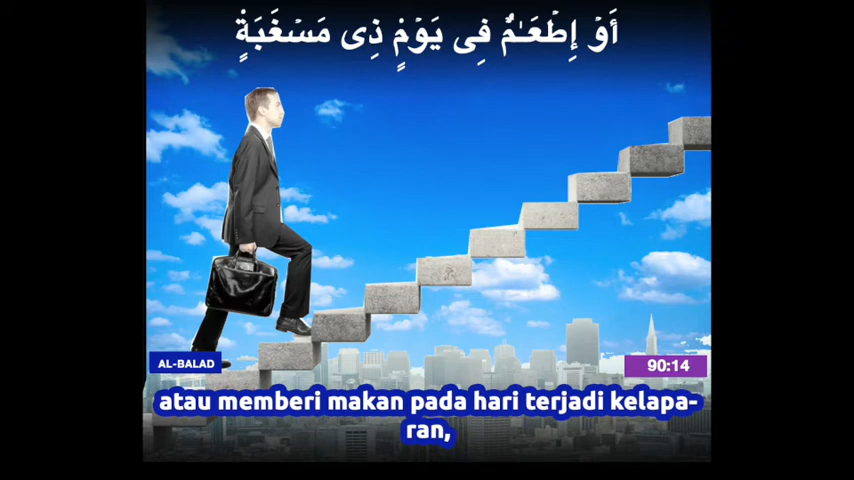 أَوْ إِطْعَـٰمٌ فِى يَوْمٍ ذِى مَسْغَبَةٍ
AL-BALAD
90:14
atau memberi makan pada hari terjadi kelapa-
ran,